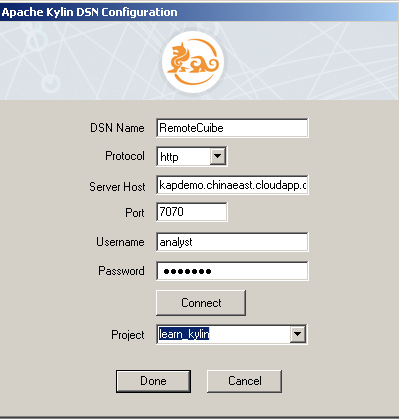 Apache Kylin DSN Configuration
DSN Name RemoteCuibe
Protocol http
Server Host kapdemo.chinaeast.cloudapp.c
Port 7070
Username analyst
Password ●●●●●●●
Connect
Project learn_kylin
Done Cancel